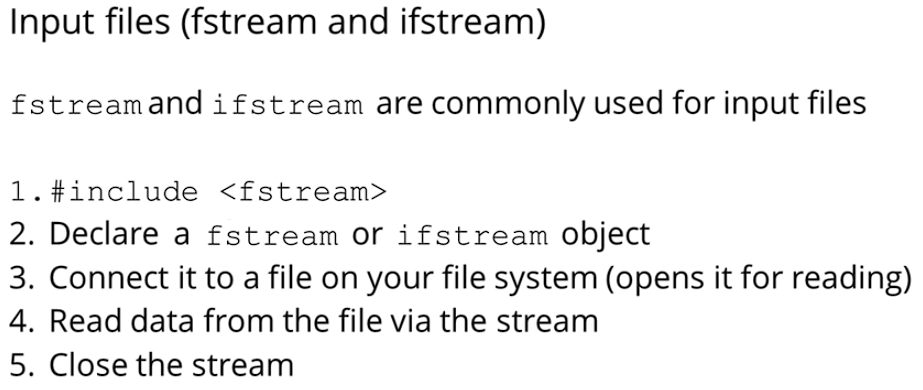 Input files (fstream and ifstream)
fstream and ifstream are commonly used for input files
1. #include <fstream>
2. Declare a fstream or ifstream object
3. Connect it to a file on your file system (opens it for reading)
4. Read data from the file via the stream
5. Close the stream